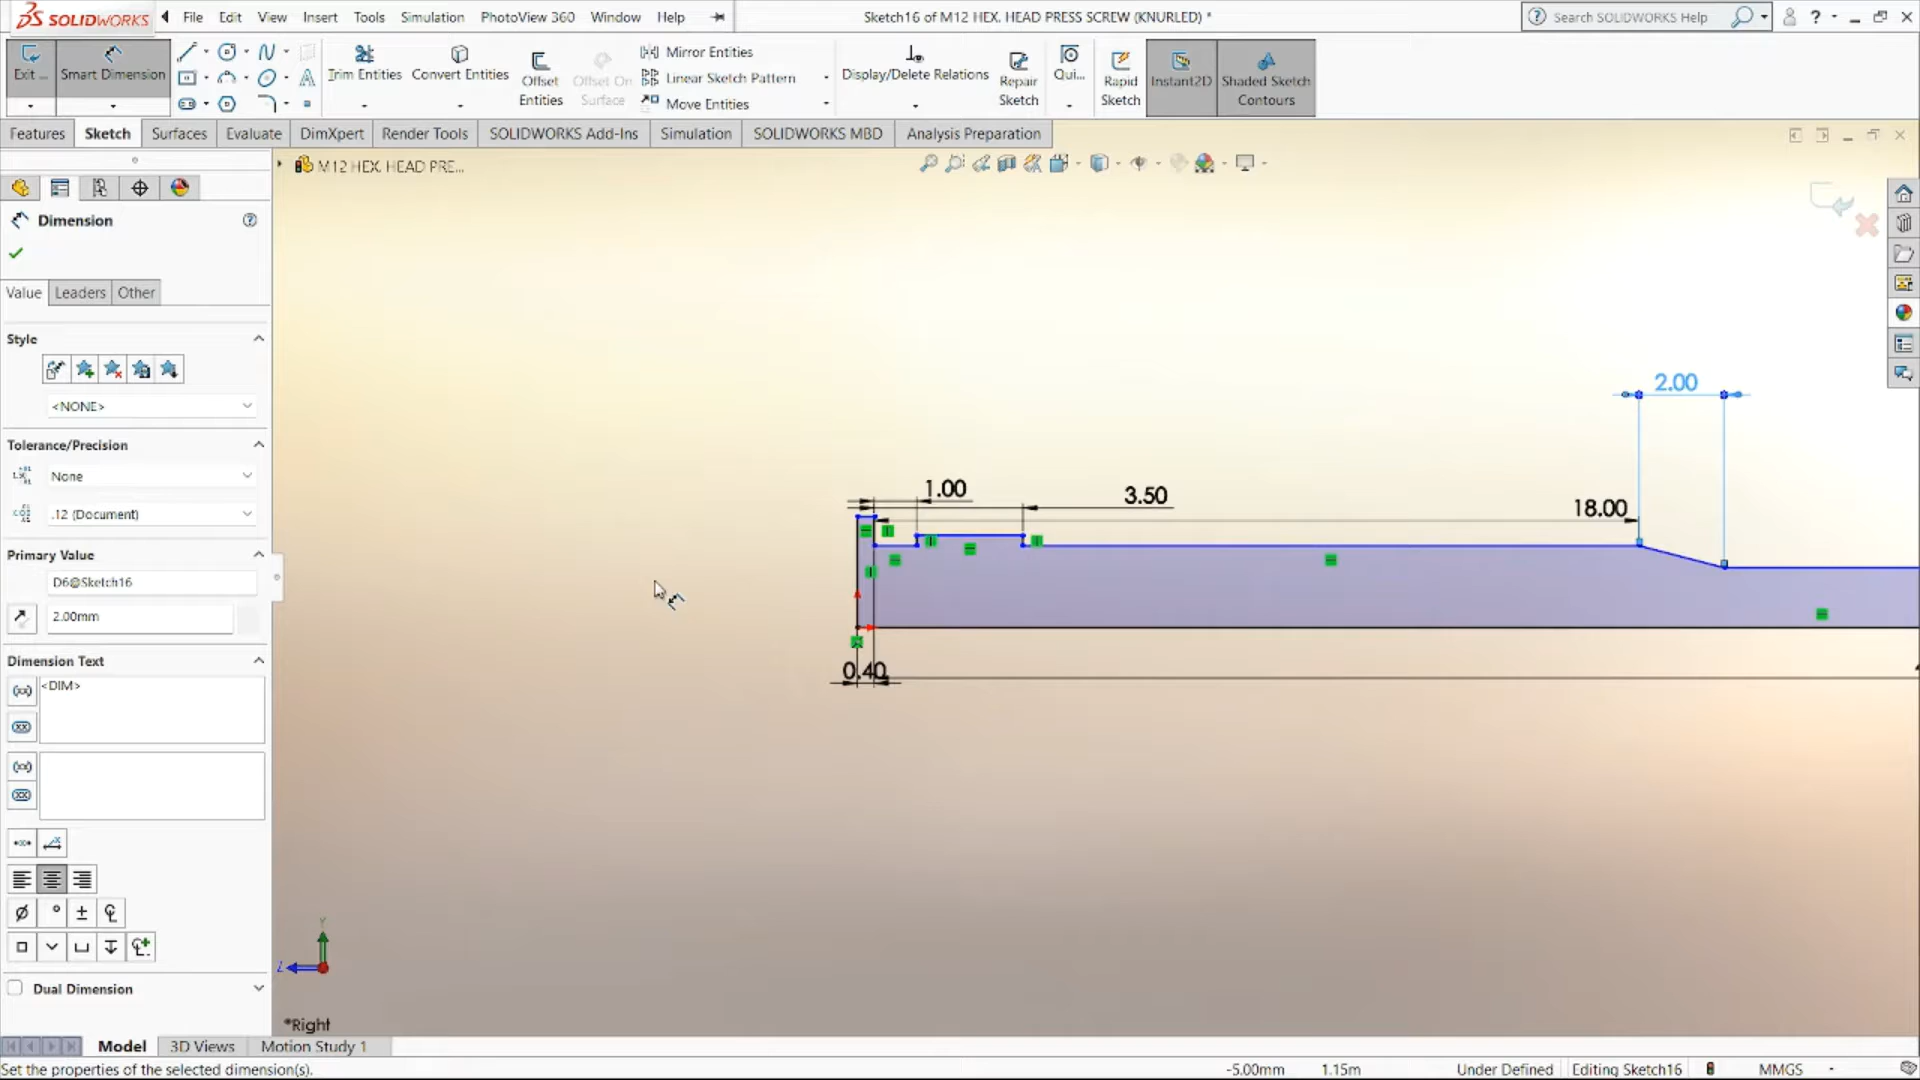 SOLIDWORKS
File Edit View Insert Tools Simulation PhotoView 360 Window Help
Sketch16 of M12 HEX. HEAD PRESS SCREW (KNURLED) *
Search SOLIDWORKS Help
?
Exit ...
Smart Dimension
Trim Entities
Convert Entities
Offset
Entities
Offset On
Surface
Mirror Entities
Linear Sketch Pattern
Move Entities
Display/Delete Relations
Repair
Sketch
Qui...
Rapid
Sketch
Instant2D
Shaded Sketch
Contours
Features Sketch Surfaces Evaluate DimXpert Render Tools SOLIDWORKS Add-Ins Simulation SOLIDWORKS MBD Analysis Preparation
M12 HEX. HEAD PRE...
Dimension
Value Leaders Other
Style
<NONE>
Tolerance/Precision
None
.12 (Document)
Primary Value
D6@Sketch16
2.00mm
Dimension Text
<DIM>
Dual Dimension
2.00
1.00
3.50
18.00
0.40
Y
Z
*Right
Model 3D Views Motion Study 1
Set the properties of the selected dimension(s).
-5.00mm 1.15m Under Defined Editing Sketch16 MMGS